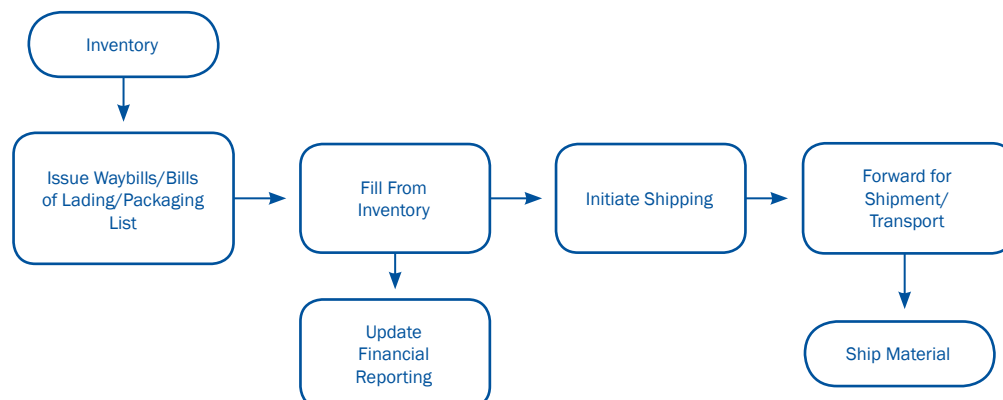 Inventory
Issue Waybills/Bills
of Lading/Packaging
List
Fill From
Inventory
Initiate Shipping
Forward for
Shipment/
Transport
Update
Financial
Reporting
Ship Material